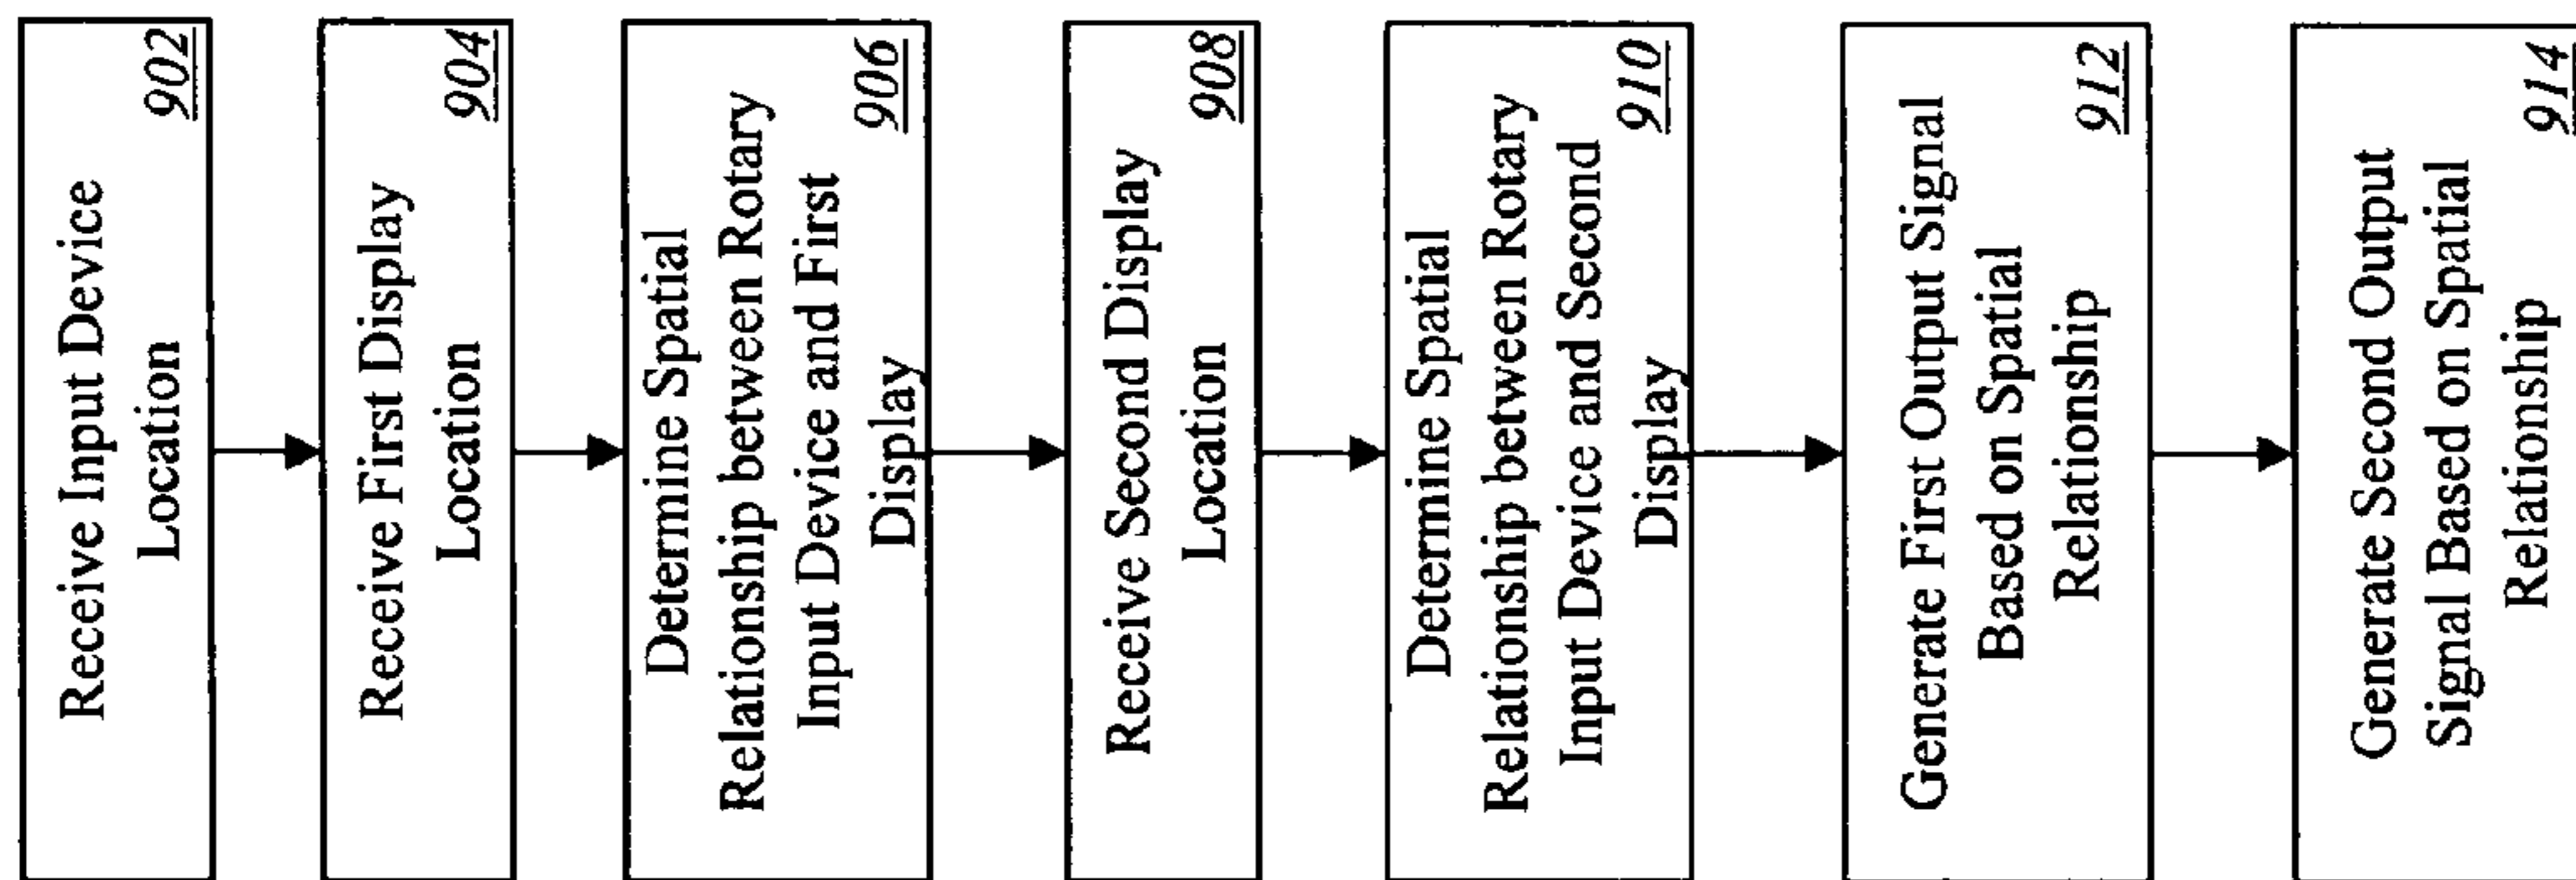 Receive Input Device
Location
902
Receive First Display
Location
904
Determine Spatial
Relationship between Rotary
Input Device and First
Display
906
Receive Second Display
Location
908
Determine Spatial
Relationship between Rotary
Input Device and Second
Display
910
Generate First Output Signal
Based on Spatial
Relationship
912
Generate Second Output
Signal Based on Spatial
Relationship
914